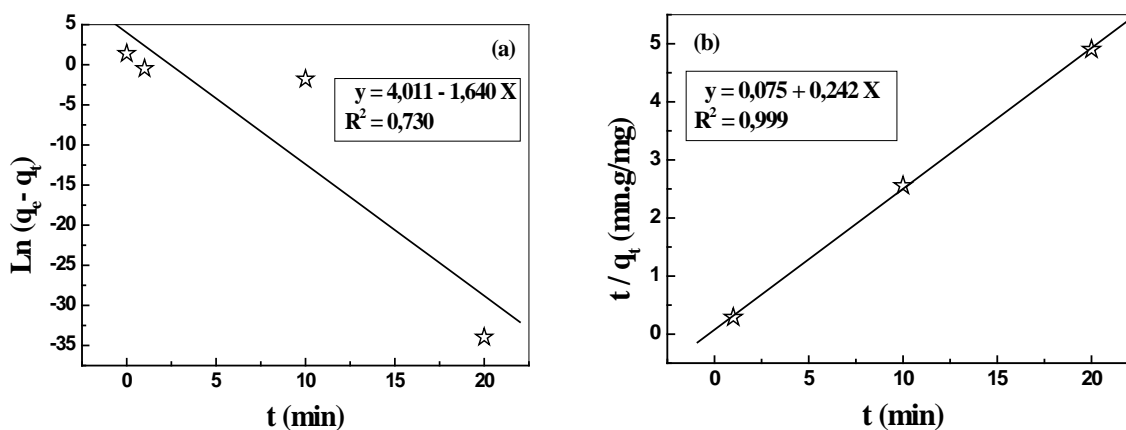 (a)
y = 4,011 - 1,640 X
R² = 0,730
Ln (qₑ - qₜ)
5
0
-5
-10
-15
-20
-25
-30
-35
0
5
10
15
20
t (min)
(b)
y = 0,075 + 0,242 X
R² = 0,999
t / qₜ (mn.g/mg)
5
4
3
2
1
0
0
5
10
15
20
t (min)